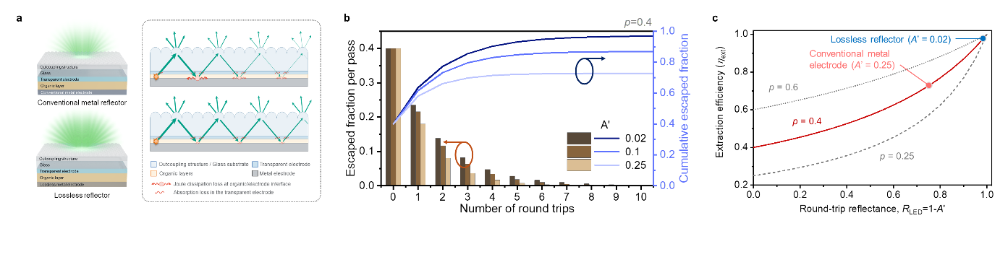 a
Outcoupling structure
Glass
Transparent electrode
Organic layer
Conventional metal electrode
Conventional metal reflector
Outcoupling structure
Glass
Transparent electrode
Organic layer
Lossless metal electrode
Lossless reflector
Outcoupling structure / Glass substrate
Transparent electrode
Organic layers
Metal electrode
Joule dissipation loss at organic/electrode interface
Absorption loss in the transparent electrode
b
p=0.4
Escaped fraction per pass
0.4
0.3
0.2
0.1
0.0
0 1 2 3 4 5 6 7 8 9 10
Number of round trips
1.0
0.8
0.6
0.4
0.2
0.0
Cumulative escaped fraction
A'
0.02
0.1
0.25
c
Extraction efficiency (ηext)
1.0
0.8
0.6
0.4
0.2
0.0 0.2 0.4 0.6 0.8 1.0
Round-trip reflectance, RLED=1-A'
Lossless reflector (A' = 0.02)
Conventional metal
electrode (A' = 0.25)
p = 0.6
p = 0.4
p = 0.25